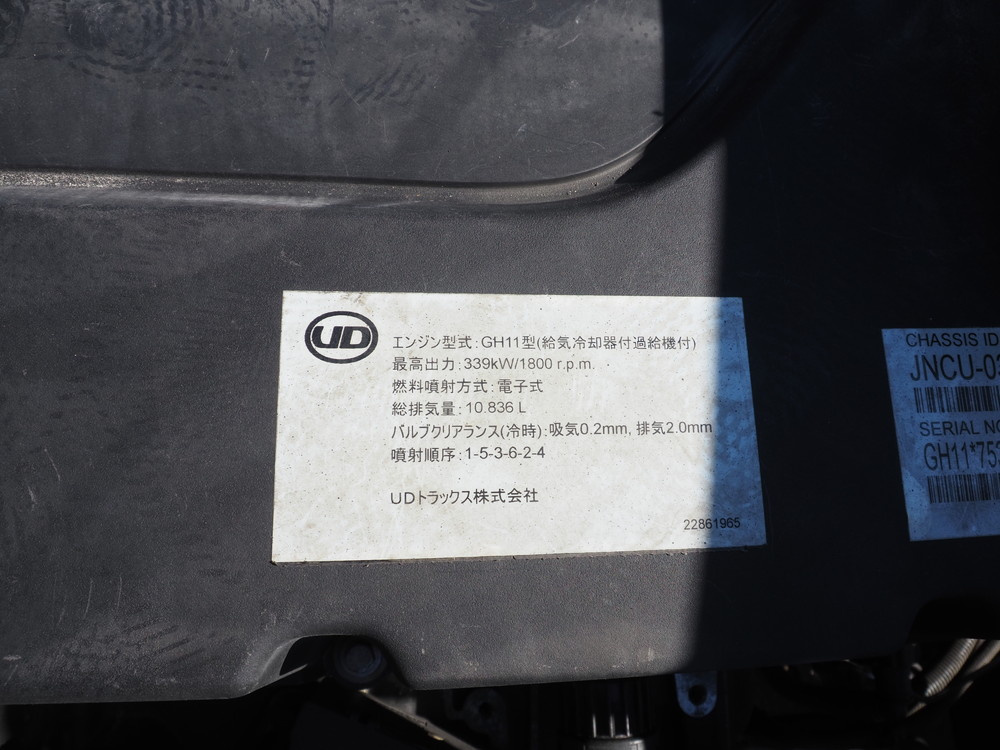 UD
エンジン型式:GH11型(給気冷却器付過給機付)
最高出力:339kW/1800 r.p.m.
燃料噴射方式:電子式
総排気量:10.836 L
バルブクリアランス(冷時):吸気0.2mm, 排気2.0mm
噴射順序:1-5-3-6-2-4
UDトラックス株式会社
22861965
CHASSIS ID
JNCU-0
SERIAL NO
GH11*75